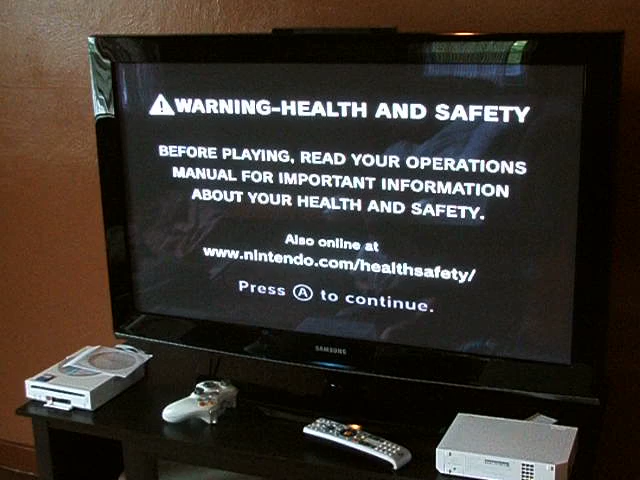 WARNING-HEALTH AND SAFETY
BEFORE PLAYING, READ YOUR OPERATIONS
MANUAL FOR IMPORTANT INFORMATION
ABOUT YOUR HEALTH AND SAFETY.
Also online at
www.nintendo.com/healthsafety/
Press A to continue.
SAMSUNG